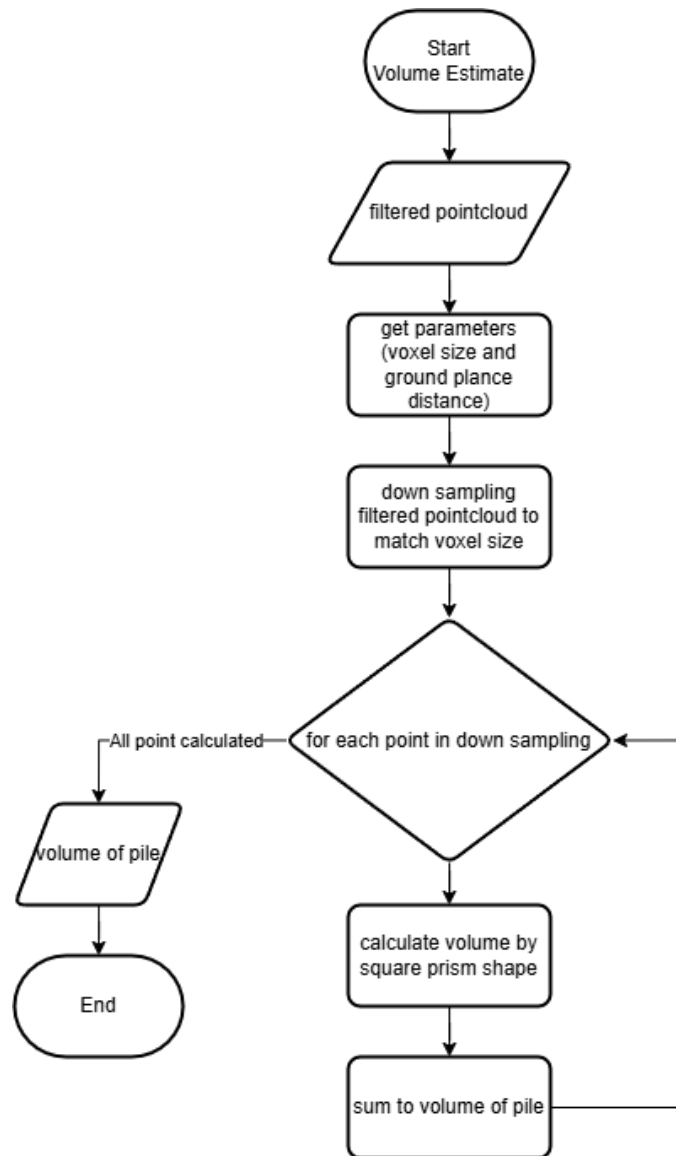 Start
Volume Estimate
filtered pointcloud
get parameters
(voxel size and
ground plance
distance)
down sampling
filtered pointcloud to
match voxel size
for each point in down sampling
All point calculated
volume of pile
End
calculate volume by
square prism shape
sum to volume of pile